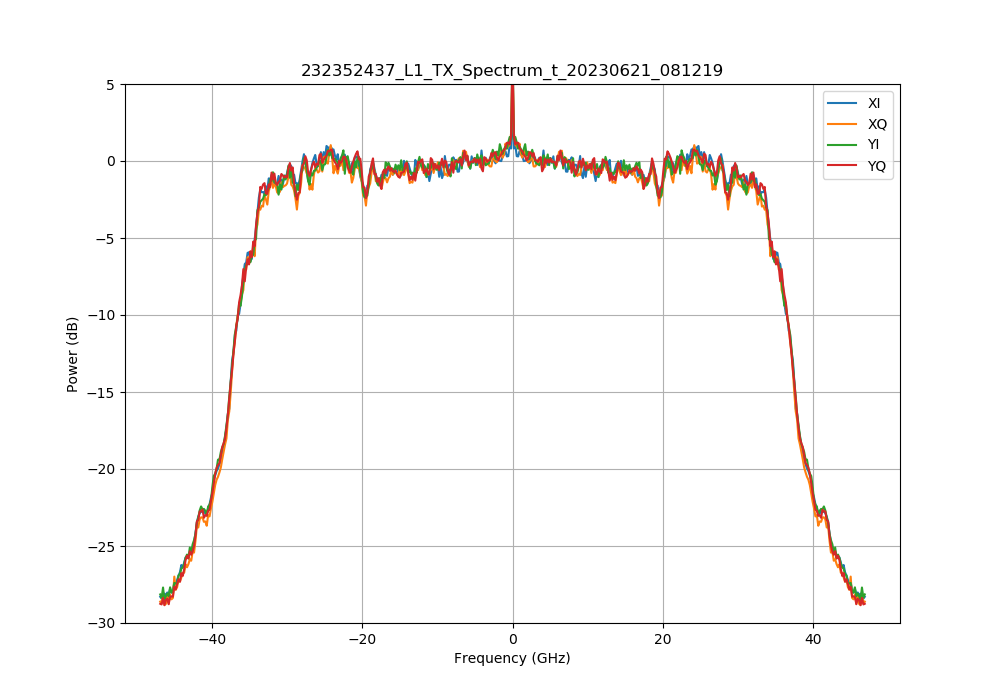 232352437_L1_TX_Spectrum_t_20230621_081219
5
0
−5
−10
−15
−20
−25
−30
Power (dB)
−40
−20
0
20
40
Frequency (GHz)
XI
XQ
YI
YQ